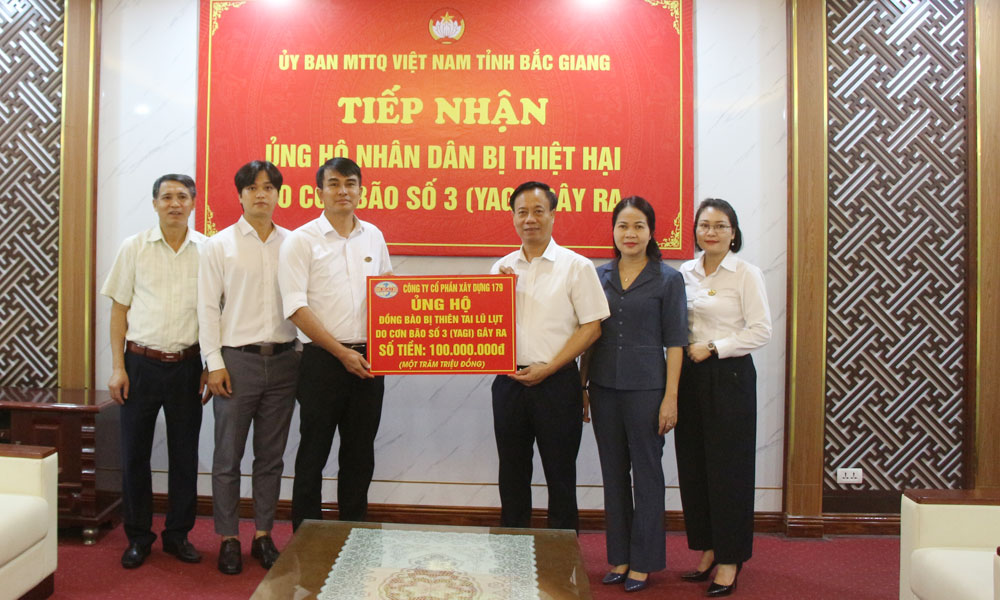 ỦY BAN MTTQ VIỆT NAM TỈNH BẮC GIANG
TIẾP NHẬN
ỦNG HỘ NHÂN DÂN BỊ THIỆT HẠI
DO CƠN BÃO SỐ 3 (YAGI) GÂY RA
CÔNG TY CỔ PHẦN XÂY DỰNG 179
ỦNG HỘ
ĐỒNG BÀO BỊ THIÊN TAI LŨ LỤT
DO CƠN BÃO SỐ 3 (YAGI) GÂY RA
SỐ TIỀN: 100.000.000đ
(MỘT TRĂM TRIỆU ĐỒNG)